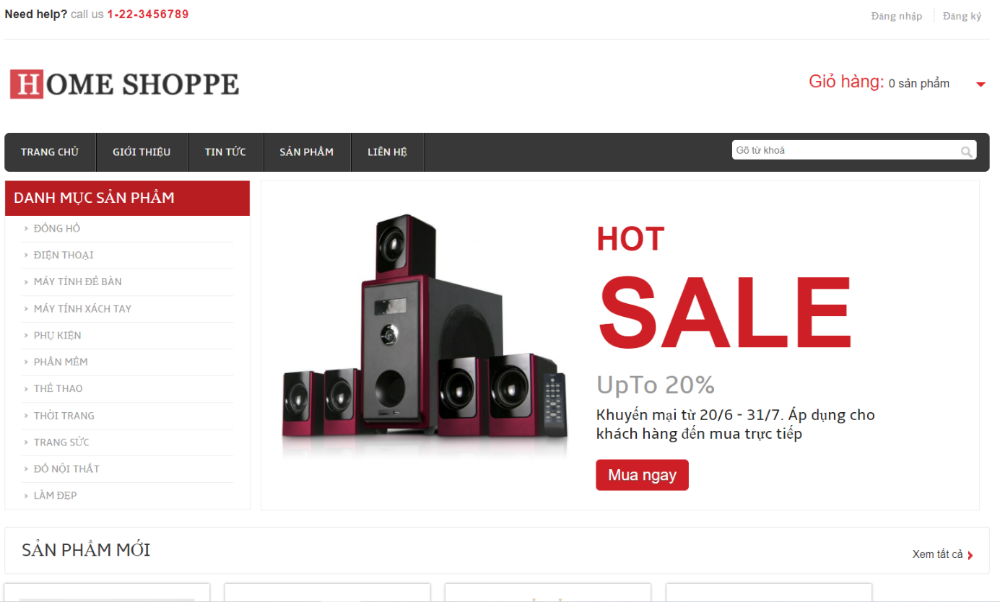 Need help? call us 1-22-3456789
Đăng nhập
Đăng ký
HOME SHOPPE
Giỏ hàng: 0 sản phẩm
TRANG CHỦ
GIỚI THIỆU
TIN TỨC
SẢN PHẨM
LIÊN HỆ
Gõ từ khoá
DANH MỤC SẢN PHẨM
ĐỒNG HỒ
ĐIỆN THOẠI
MÁY TÍNH ĐỂ BÀN
MÁY TÍNH XÁCH TAY
PHỤ KIỆN
PHẦN MỀM
THỂ THAO
THỜI TRANG
TRANG SỨC
ĐỒ NỘI THẤT
LÀM ĐẸP
HOT
SALE
UpTo 20%
Khuyến mại từ 20/6 - 31/7. Áp dụng cho
khách hàng đến mua trực tiếp
Mua ngay
SẢN PHẨM MỚI
Xem tất cả